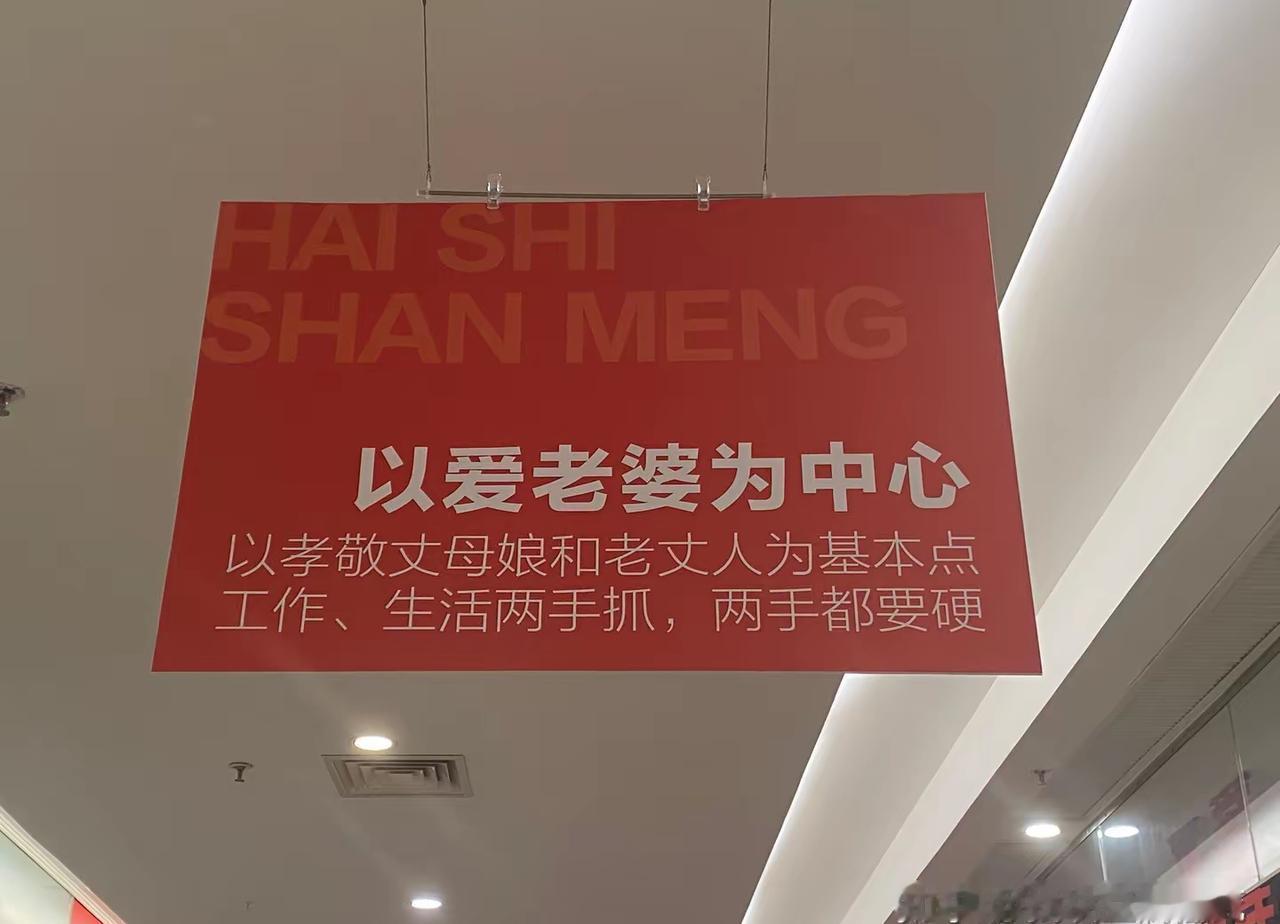 HAI SHI
SHAN MENG
以爱老婆为中心
以孝敬丈母娘和老丈人为基本点
工作、生活两手抓，两手都要硬